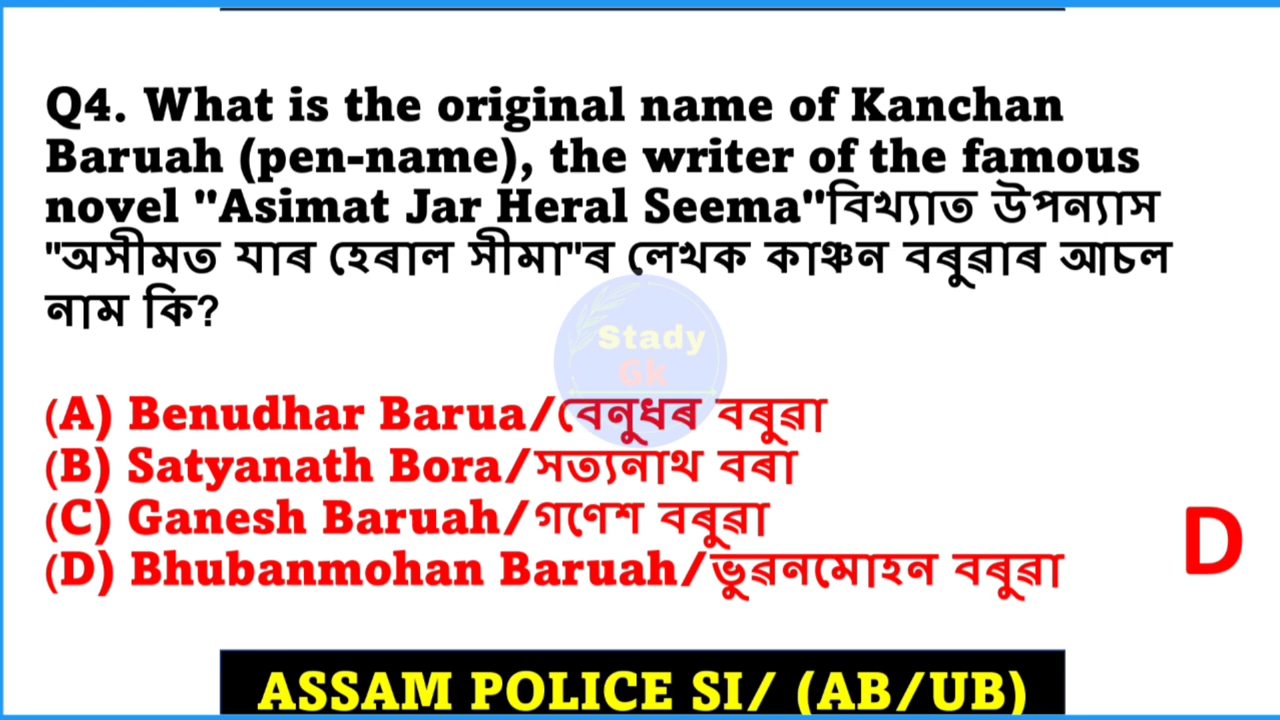 Q4. What is the original name of Kanchan
Baruah (pen-name), the writer of the famous
novel "Asimat Jar Heral Seema"বিখ্যাত উপন্যাস
"অসীমত যাৰ হেৰাল সীমা"ৰ লেখক কাঞ্চন বৰুৱাৰ আচল
নাম কি?
Stady
Gk
(A) Benudhar Barua/বেনুধৰ বৰুৱা
(B) Satyanath Bora/সত্যনাথ বৰা
(C) Ganesh Baruah/গণেশ বৰুৱা
(D) Bhubanmohan Baruah/ভুৱনমোহন বৰুৱা
D
ASSAM POLICE SI/ (AB/UB)